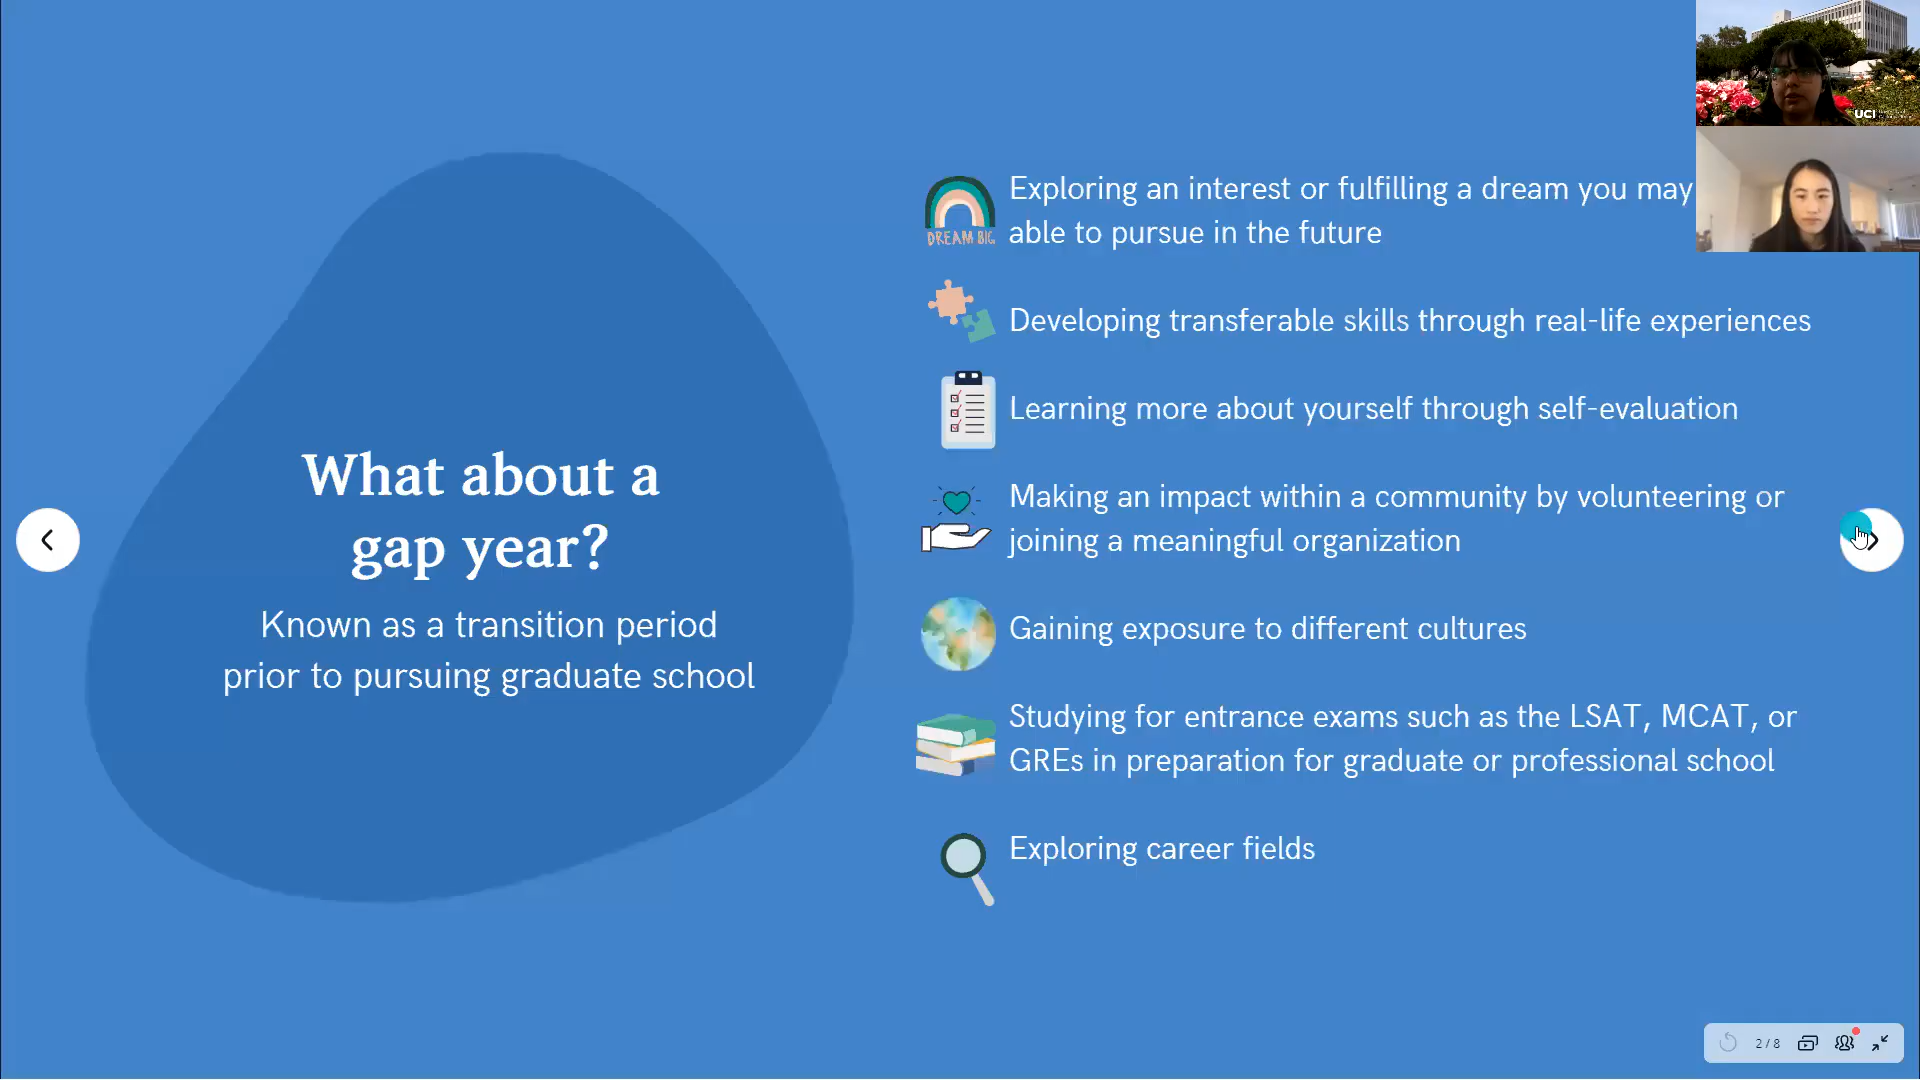 What about a
gap year?
Known as a transition period
prior to pursuing graduate school
DREAM BIG
Exploring an interest or fulfilling a dream you may
able to pursue in the future
Developing transferable skills through real-life experiences
Learning more about yourself through self-evaluation
Making an impact within a community by volunteering or
joining a meaningful organization
Gaining exposure to different cultures
Studying for entrance exams such as the LSAT, MCAT, or
GREs in preparation for graduate or professional school
Exploring career fields
UCI
2 / 8